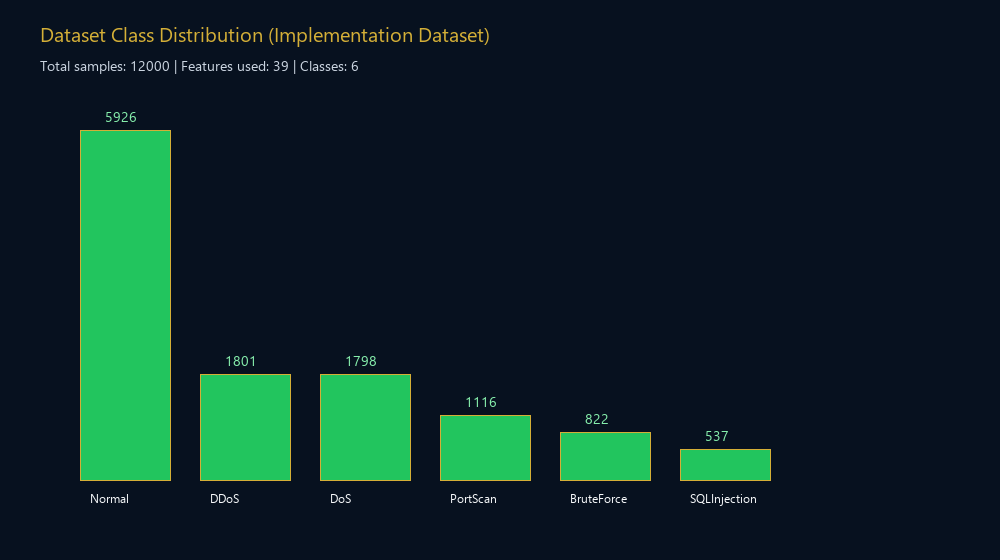 Dataset Class Distribution (Implementation Dataset)
Total samples: 12000 | Features used: 39 | Classes: 6
5926
1801
1798
1116
822
537
Normal
DDoS
DoS
PortScan
BruteForce
SQLInjection